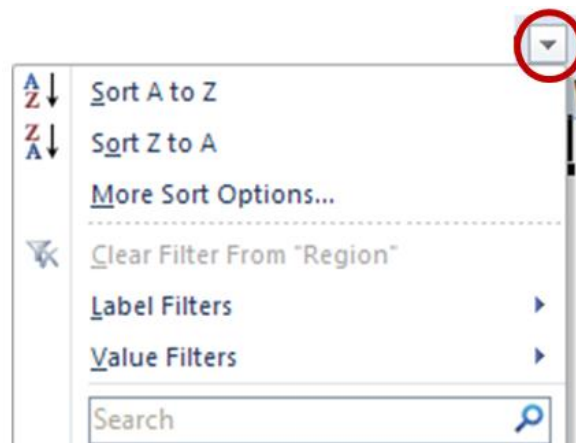 Sort A to Z
Sort Z to A
More Sort Options...
Clear Filter From "Region"
Label Filters
Value Filters
Search